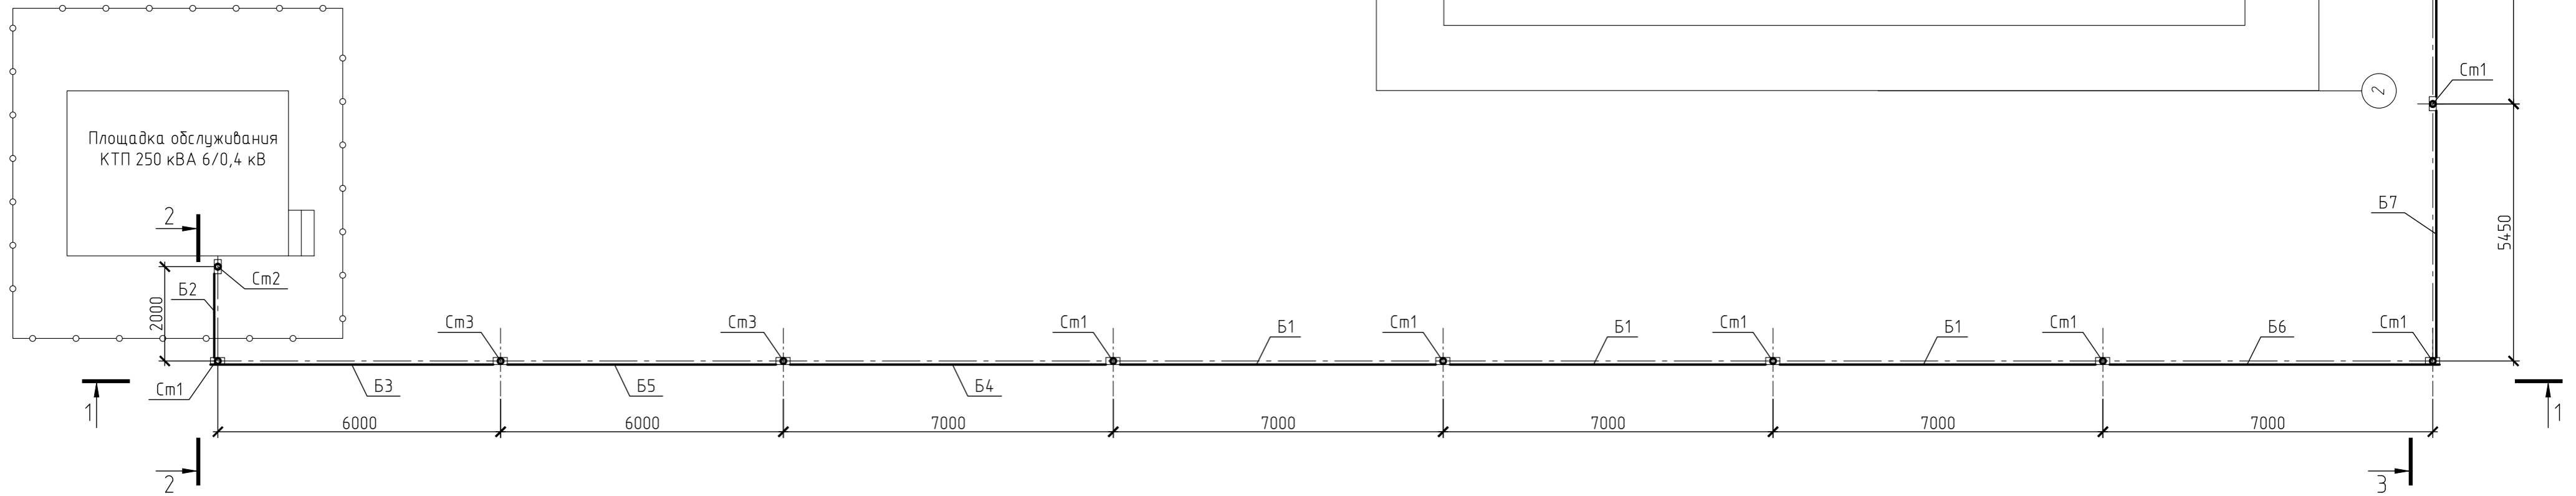 Ст1
2
Площадка обслуживания
КТП 250 кВА 6/0,4 кВ
Б7
2
5450
Ст2
Б2
2000
Ст3
Ст3
Ст1
Б1
Ст1
Б1
Ст1
Б1
Ст1
Б6
Ст1
Ст1
Б3
Б5
Б4
1
1
6000
6000
7000
7000
7000
7000
7000
2
3